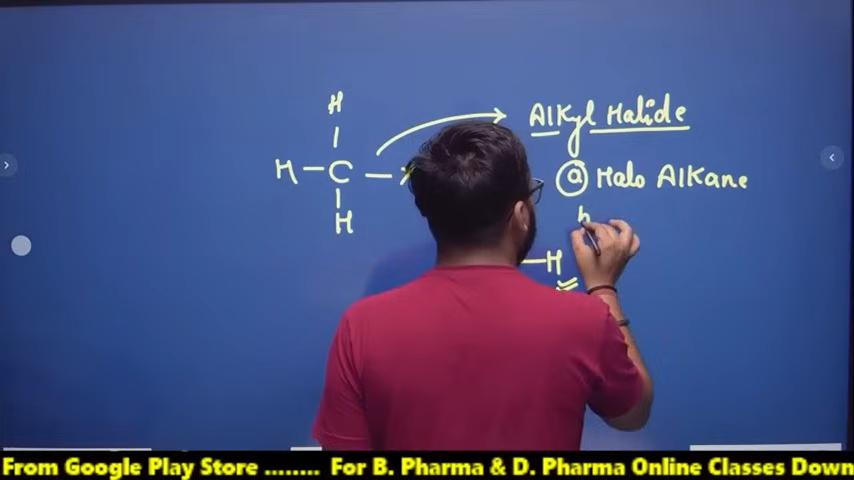 H
Alkyl Halide
H – C –
ⓐ Halo Alkane
H
– H
From Google Play Store ........ For B. Pharma & D. Pharma Online Classes Down